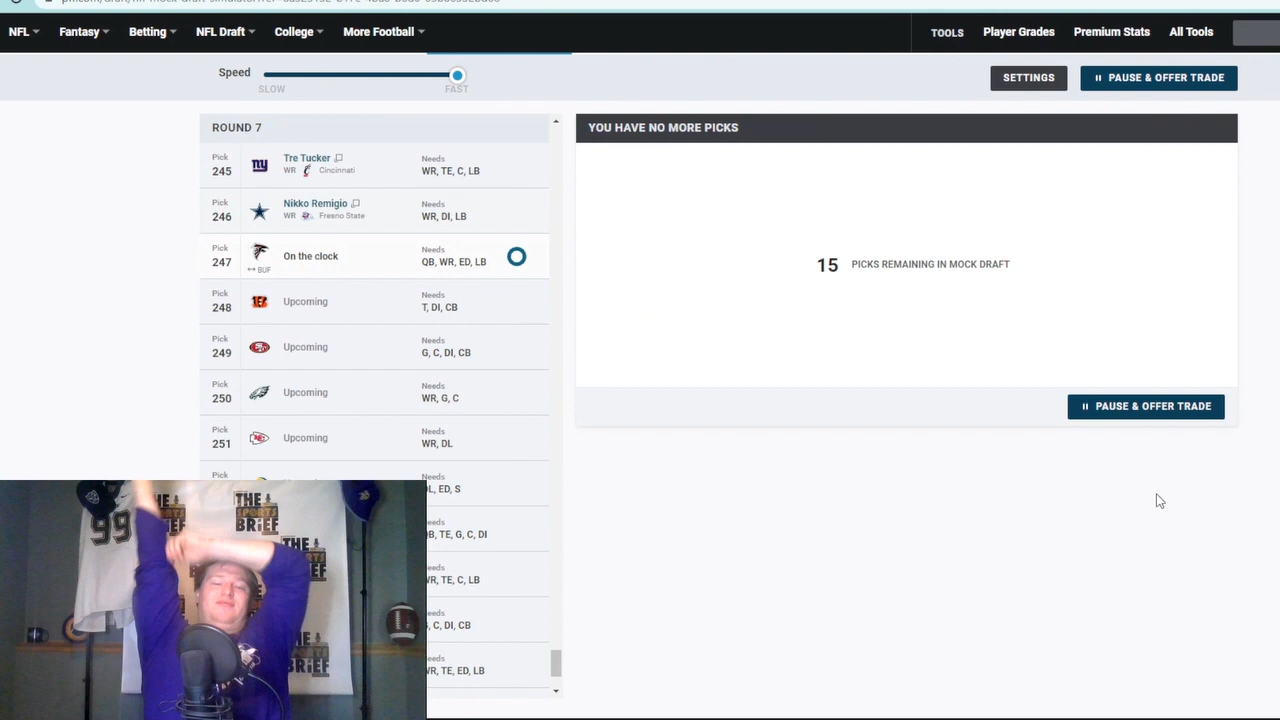 NFL Fantasy Betting NFL Draft College More Football TOOLS Player Grades Premium Stats All Tools
Speed
SLOW FAST
SETTINGS
PAUSE & OFFER TRADE
ROUND 7
Pick 245 Tre Tucker WR Cincinnati Needs WR, TE, C, LB
Pick 246 Nikko Remigio WR Fresno State Needs WR, DI, LB
Pick 247 BUF On the clock Needs QB, WR, ED, LB
Pick 248 Upcoming Needs T, DI, CB
Pick 249 Upcoming Needs G, C, DI, CB
Pick 250 Upcoming Needs WR, G, C
Pick 251 Upcoming Needs WR, DL
Pick Needs ED, S
Needs TE, G, C, DI
TE, C, LB
C, DI, CB
TE, ED, LB
YOU HAVE NO MORE PICKS
15 PICKS REMAINING IN MOCK DRAFT
PAUSE & OFFER TRADE
99
THE
SPORTS
BRIEF